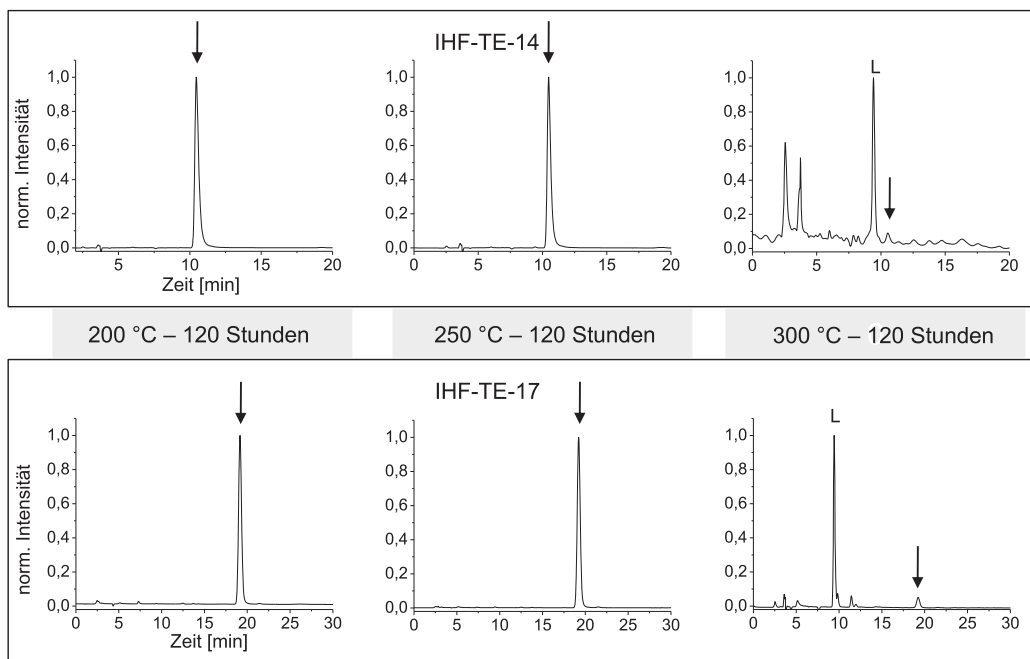 IHF-TE-14
norm. Intensität
1,0
0,8
0,6
0,4
0,2
0,0
5 10 15 20
Zeit [min]
1,0
0,8
0,6
0,4
0,2
0,0
0 5 10 15 20
L
1,0
0,8
0,6
0,4
0,2
0,0
0 5 10 15 20
200 °C – 120 Stunden
250 °C – 120 Stunden
300 °C – 120 Stunden
IHF-TE-17
norm. Intensität
1,0
0,8
0,6
0,4
0,2
0,0
0 5 10 15 20 25 30
Zeit [min]
1,0
0,8
0,6
0,4
0,2
0,0
0 5 10 15 20 25 30
L
1,0
0,8
0,6
0,4
0,2
0,0
0 5 10 15 20 25 30